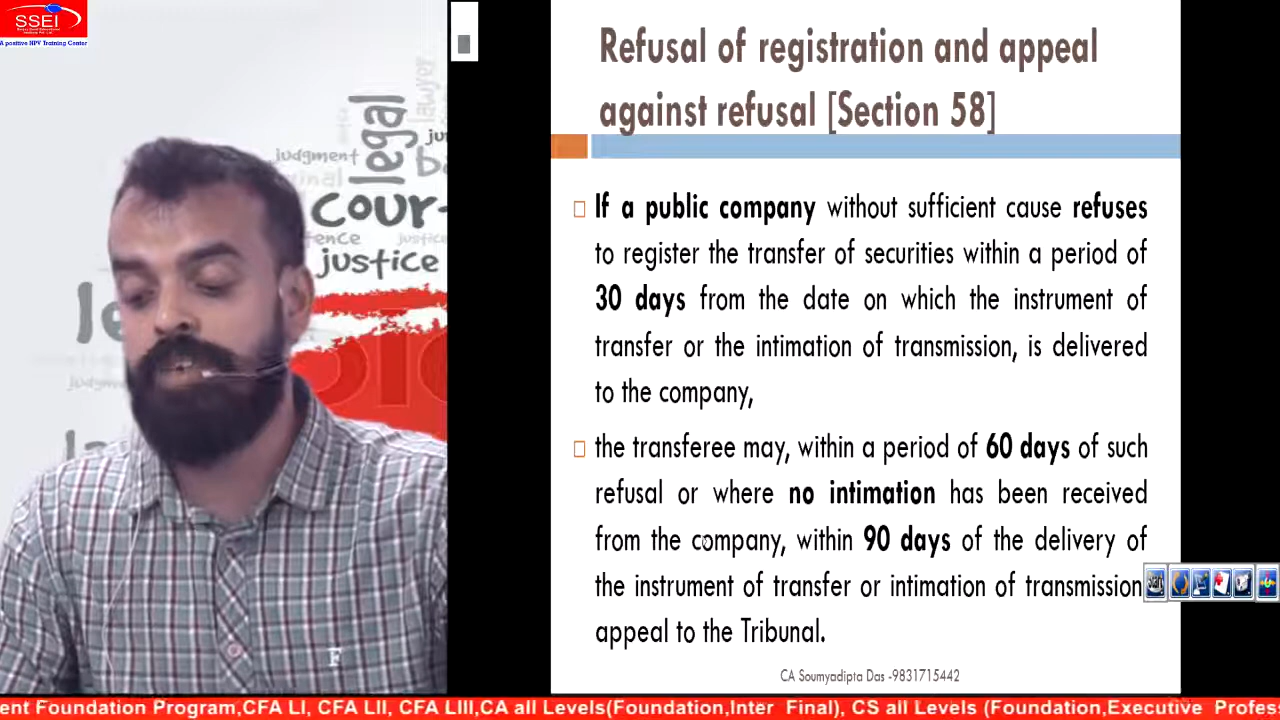 SSEI
A positive NPV Training Center
legal
lawyer
judgment
justice
Refusal of registration and appeal
against refusal [Section 58]
If a public company without sufficient cause refuses
to register the transfer of securities within a period of
30 days from the date on which the instrument of
transfer or the intimation of transmission, is delivered
to the company,
the transferee may, within a period of 60 days of such
refusal or where no intimation has been received
from the company, within 90 days of the delivery of
the instrument of transfer or intimation of transmission
appeal to the Tribunal.
Start
CA Soumyadipta Das -9831715442
ent Foundation Program,CFA LI, CFA LII, CFA LIII,CA all Levels(Foundation,Inter Final), CS all Levels (Foundation,Executive Profes